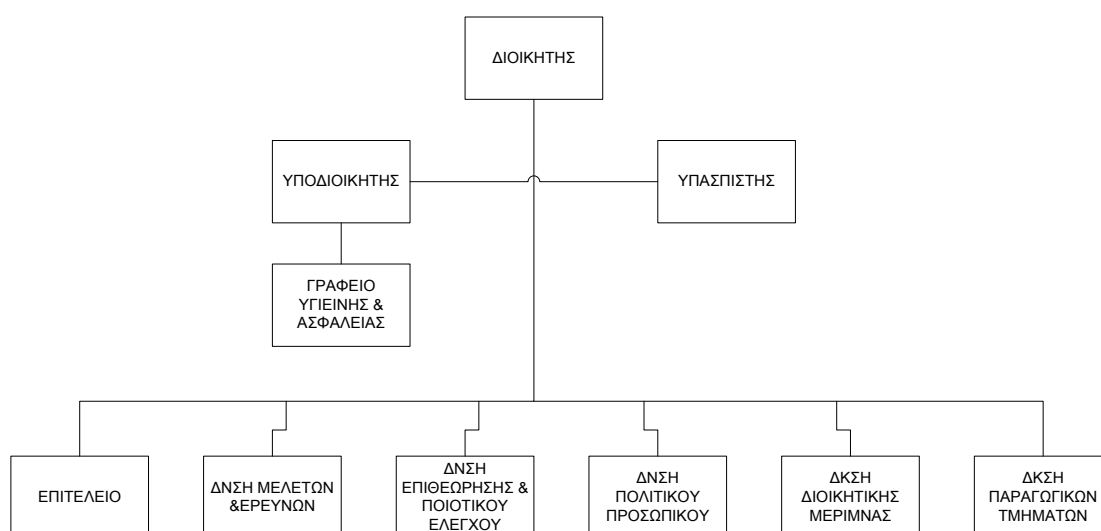 ΔΙΟΙΚΗΤΗΣ
ΥΠΟΔΙΟΙΚΗΤΗΣ
ΥΠΑΣΠΙΣΤΗΣ
ΓΡΑΦΕΙΟ
ΥΓΙΕΙΝΗΣ &
ΑΣΦΑΛΕΙΑΣ
ΕΠΙΤΕΛΕΙΟ
ΔΝΣΗ ΜΕΛΕΤΩΝ
&ΕΡΕΥΝΩΝ
ΔΝΣΗ
ΕΠΙΘΕΩΡΗΣΗΣ &
ΠΟΙΟΤΙΚΟΥ
ΕΛΕΓΧΟΥ
ΔΝΣΗ
ΠΟΛΙΤΙΚΟΥ
ΠΡΟΣΩΠΙΚΟΥ
ΔΚΣΗ
ΔΙΟΙΚΗΤΙΚΗΣ
ΜΕΡΙΜΝΑΣ
ΔΚΣΗ
ΠΑΡΑΓΩΓΙΚΩΝ
ΤΜΗΜΑΤΩΝ